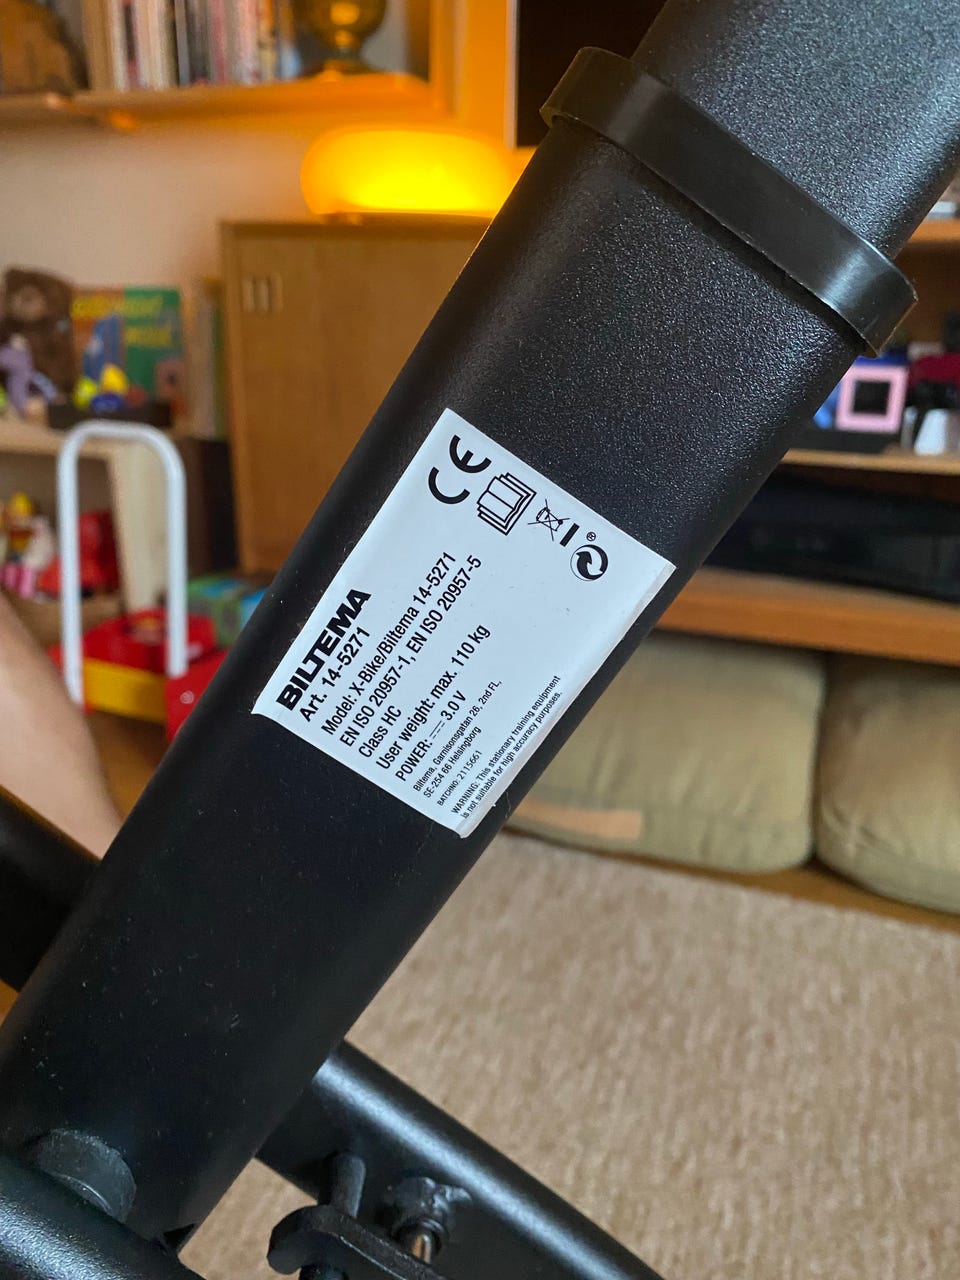 CE
BILTEMA
Art. 14-5271
Model: X-Bike/Biltema 14-5271
EN ISO 20957-1, EN ISO 20957-5
Class HC
User weight: max. 110 kg
POWER: ⎓ 3.0 V
Biltema, Garnisonsgatan 26, 2nd FL,
SE-254 66 Helsingborg
BATCHNO: 2115661
WARNING: This stationary training equipment
is not suitable for high accuracy purposes.